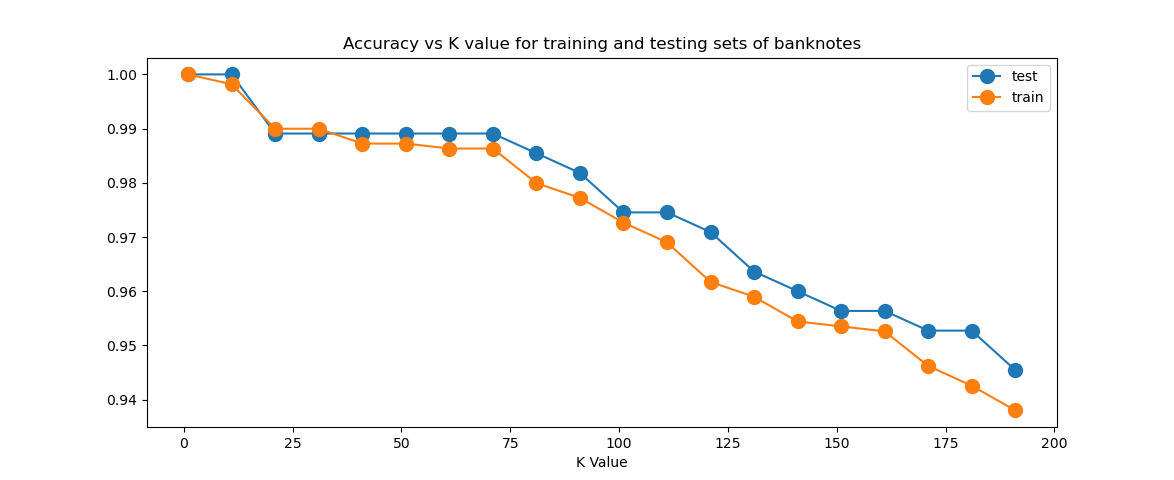 Accuracy vs K value for training and testing sets of banknotes
test
train
1.00
0.99
0.98
0.97
0.96
0.95
0.94
0 25 50 75 100 125 150 175 200
K Value